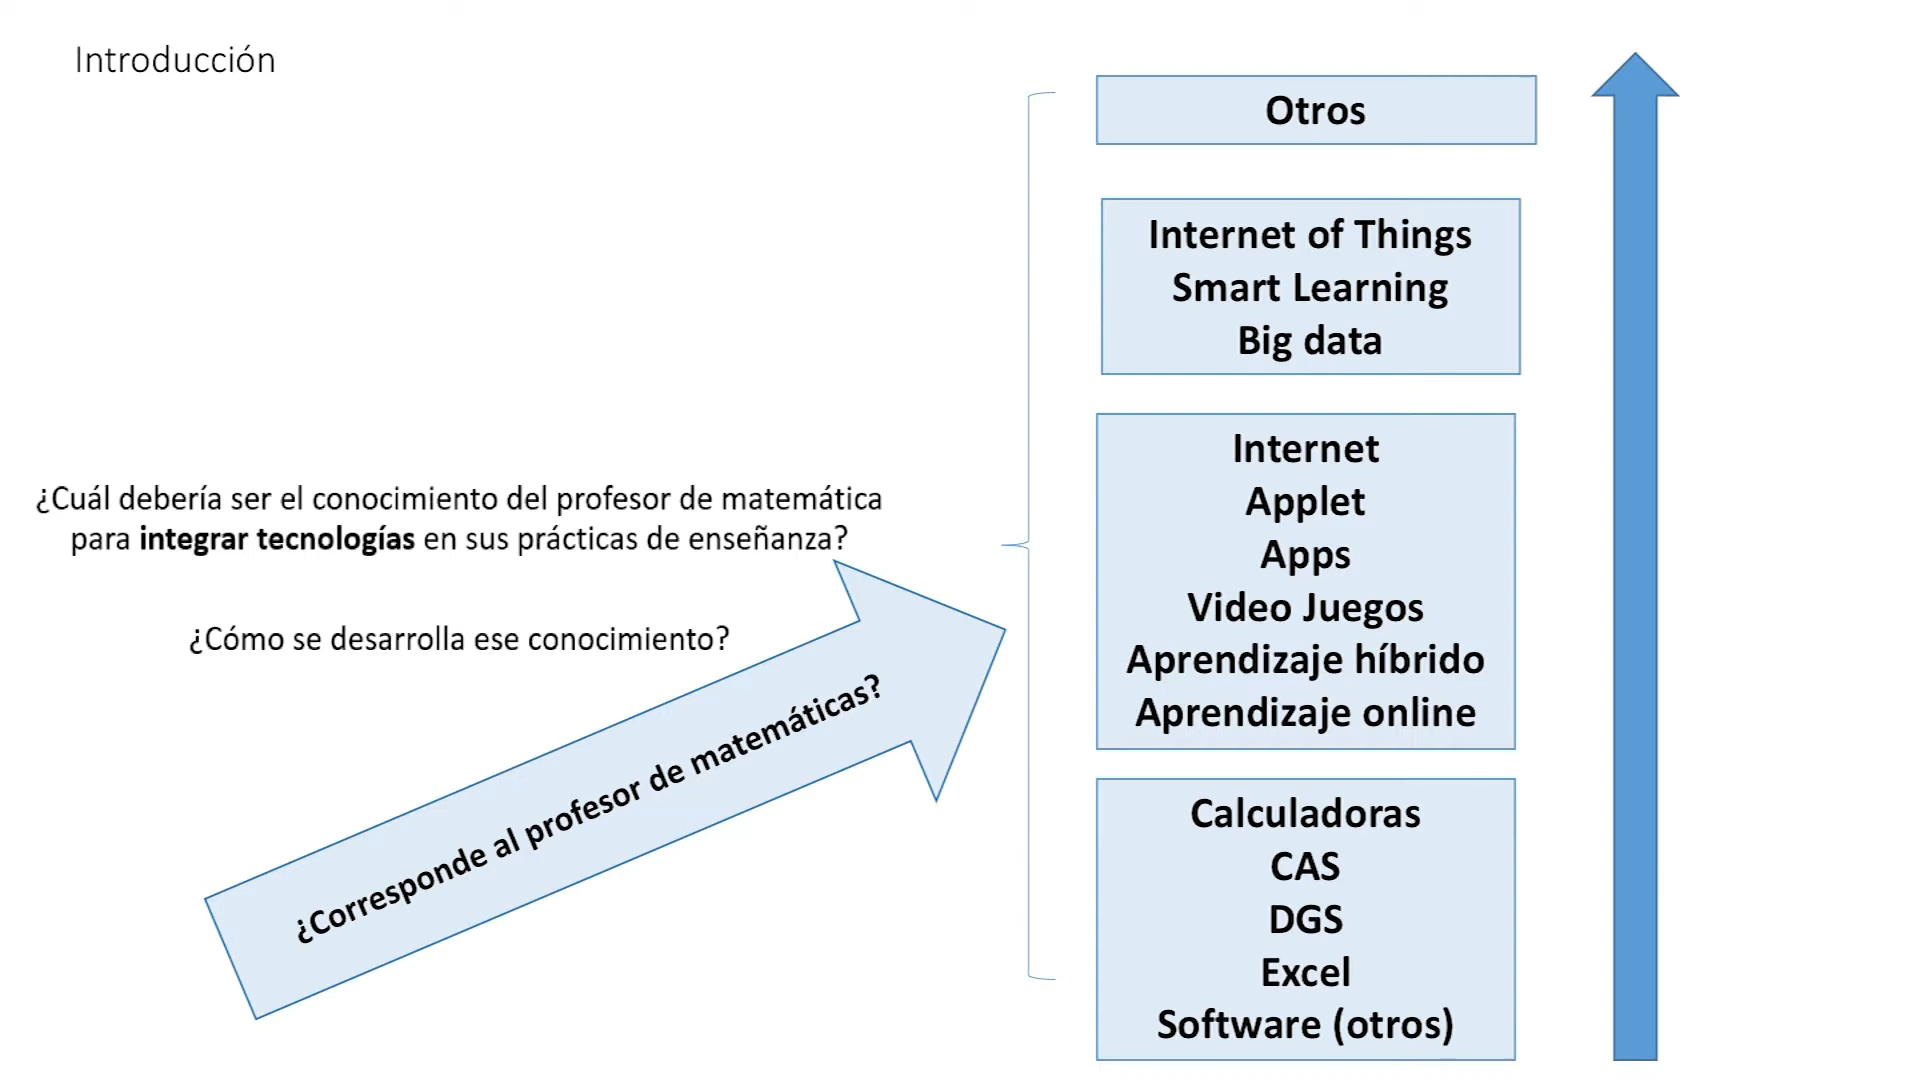 Introducción
¿Cuál debería ser el conocimiento del profesor de matemática
para integrar tecnologías en sus prácticas de enseñanza?
¿Cómo se desarrolla ese conocimiento?
¿Corresponde al profesor de matemáticas?
Otros
Internet of Things
Smart Learning
Big data
Internet
Applet
Apps
Video Juegos
Aprendizaje híbrido
Aprendizaje online
Calculadoras
CAS
DGS
Excel
Software (otros)